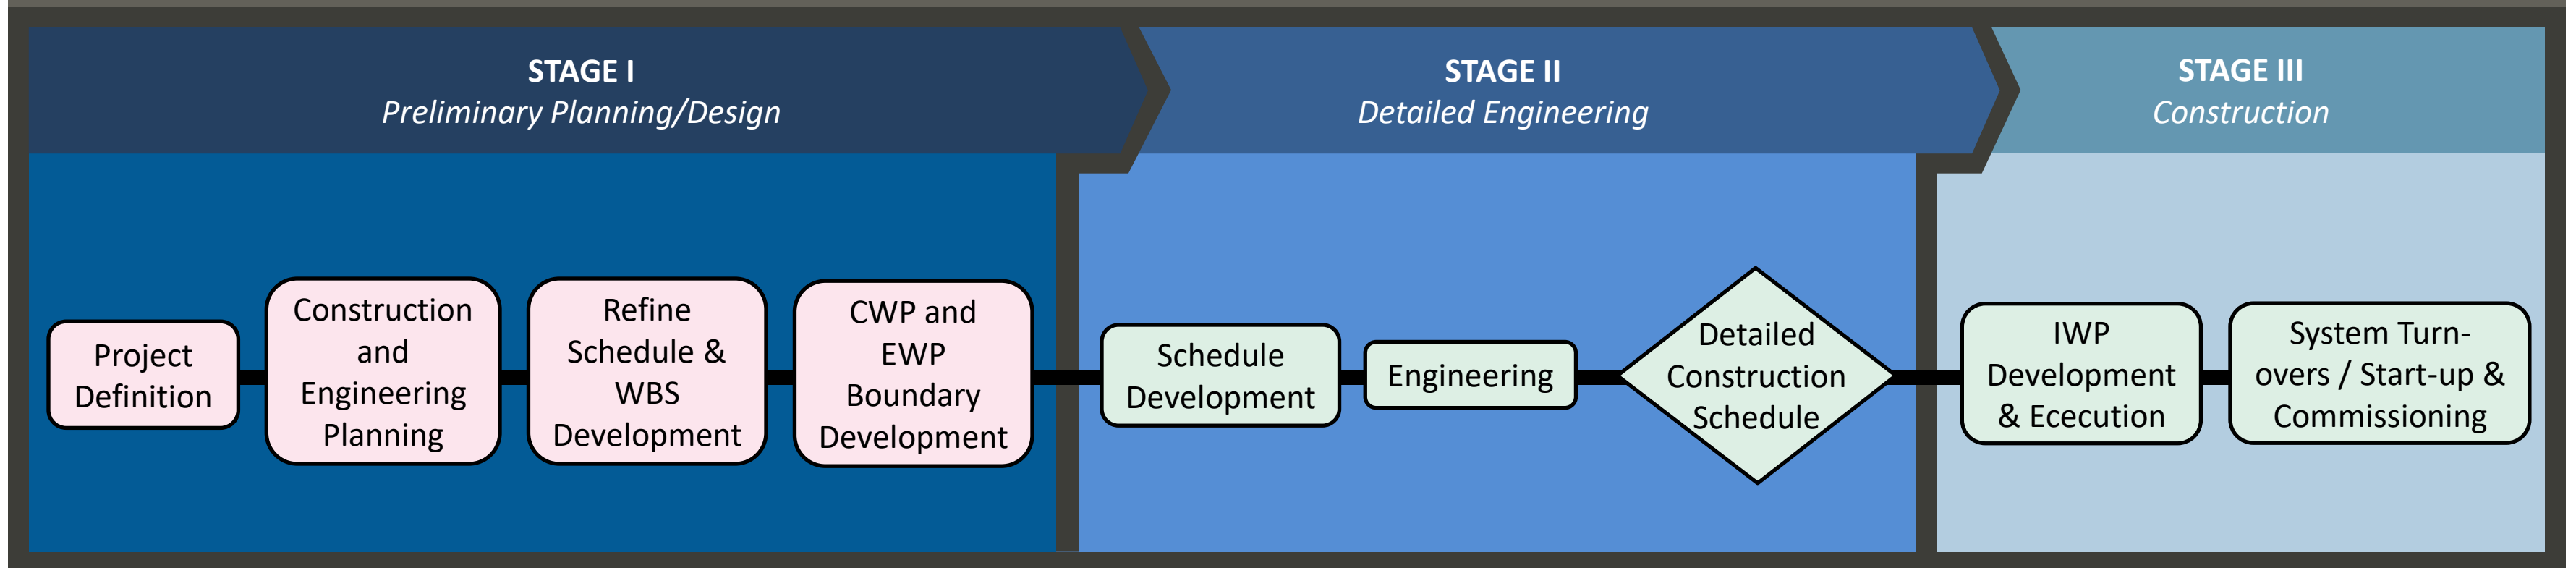 STAGE I
Preliminary Planning/Design
STAGE II
Detailed Engineering
STAGE III
Construction
Project
Definition
Construction
and
Engineering
Planning
Refine
Schedule &
WBS
Development
CWP and
EWP
Boundary
Development
Schedule
Development
Engineering
Detailed
Construction
Schedule
IWP
Development
& Ececution
System Turn-
overs / Start-up &
Commissioning